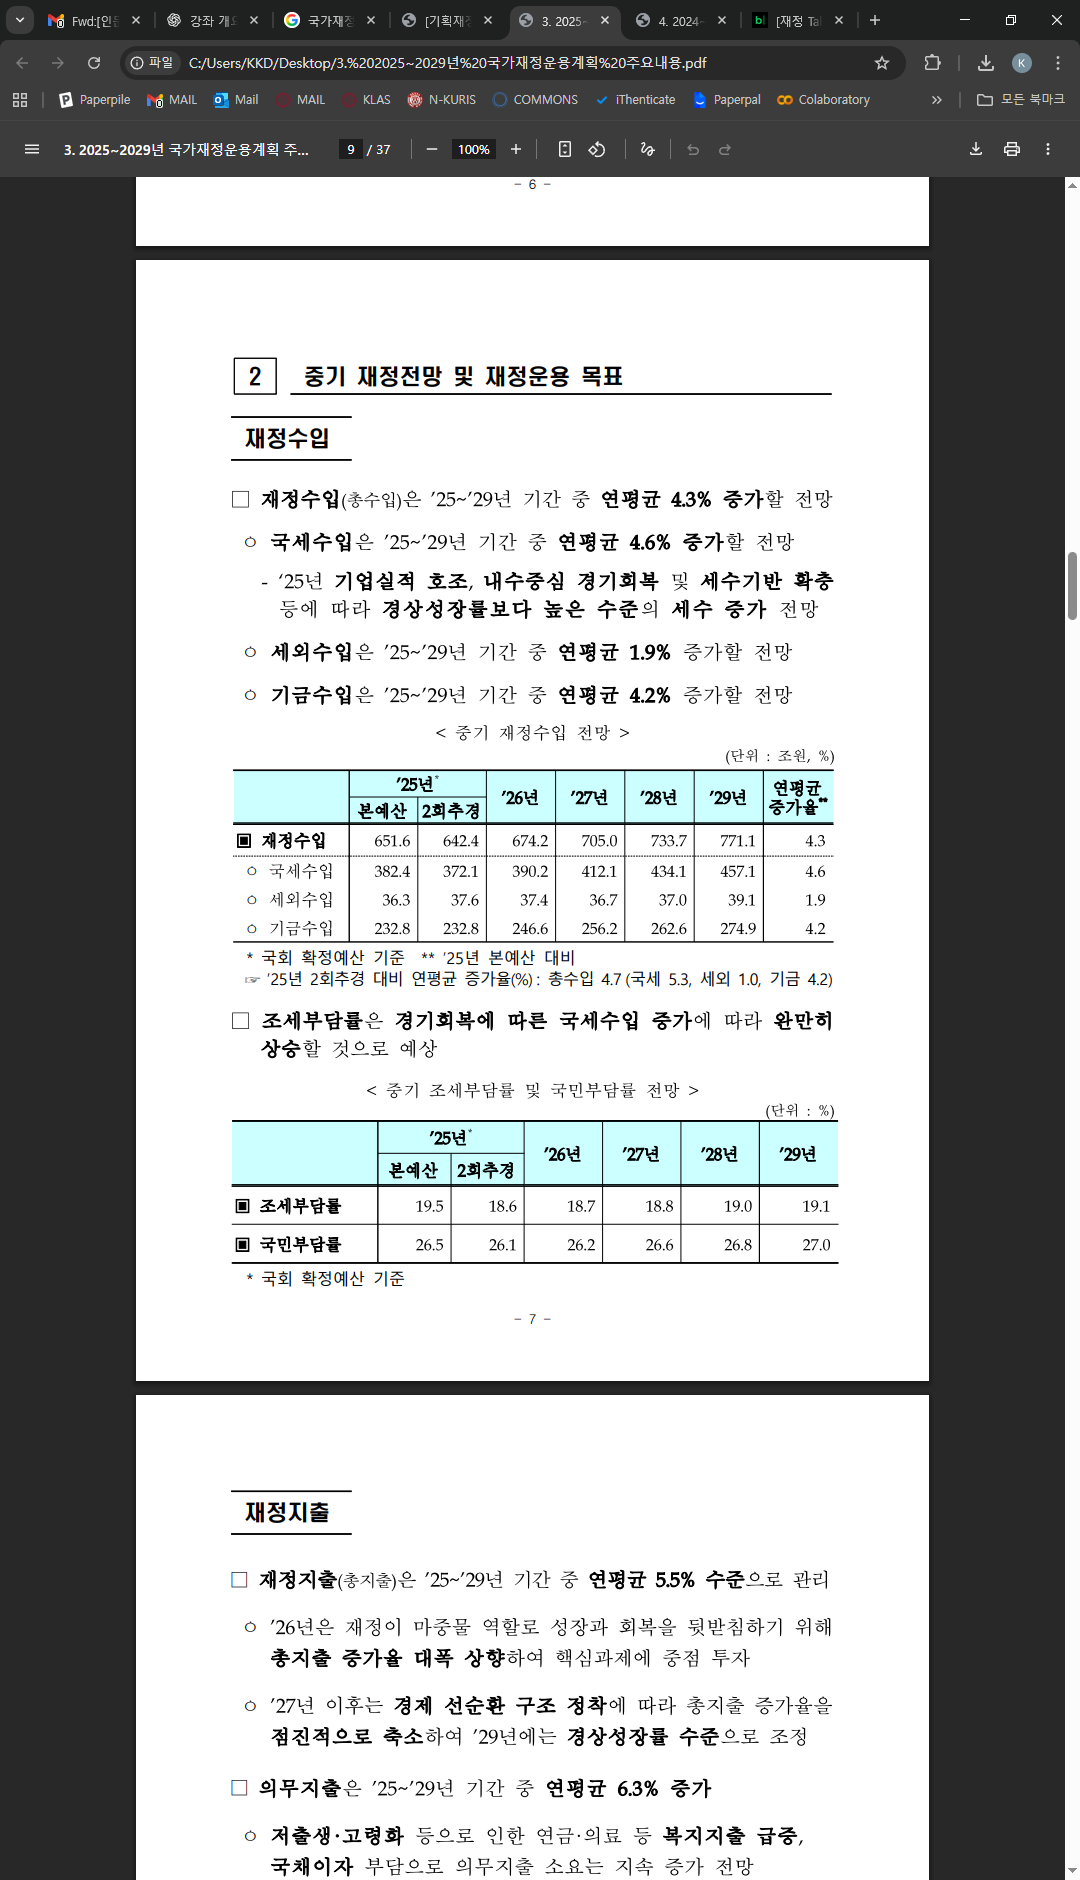 Fwd:[인문
강좌 개요
국가재정
[기획재정
3. 2025~
4. 2024~
[재정 Tal
파일 C:/Users/KKD/Desktop/3.%202025~2029년%20국가재정운용계획%20주요내용.pdf
Paperpile MAIL Mail MAIL KLAS N-KURIS COMMONS iThenticate Paperpal Colaboratory » 모든 북마크
3. 2025~2029년 국가재정운용계획 주... 9 / 37 − 100% +
- 6 -
2 중기 재정전망 및 재정운용 목표
재정수입
□ 재정수입(총수입)은 ’25~’29년 기간 중 연평균 4.3% 증가할 전망
ㅇ 국세수입은 ’25~’29년 기간 중 연평균 4.6% 증가할 전망
- ‘25년 기업실적 호조, 내수중심 경기회복 및 세수기반 확충
등에 따라 경상성장률보다 높은 수준의 세수 증가 전망
ㅇ 세외수입은 ’25~’29년 기간 중 연평균 1.9% 증가할 전망
ㅇ 기금수입은 ’25~’29년 기간 중 연평균 4.2% 증가할 전망
< 중기 재정수입 전망 >
(단위 : 조원, %)
’25년* ’26년 ’27년 ’28년 ’29년 연평균 증가율**
본예산 2회추경
▣ 재정수입 651.6 642.4 674.2 705.0 733.7 771.1 4.3
ㅇ 국세수입 382.4 372.1 390.2 412.1 434.1 457.1 4.6
ㅇ 세외수입 36.3 37.6 37.4 36.7 37.0 39.1 1.9
ㅇ 기금수입 232.8 232.8 246.6 256.2 262.6 274.9 4.2
* 국회 확정예산 기준 ** ’25년 본예산 대비
☞ ’25년 2회추경 대비 연평균 증가율(%) : 총수입 4.7 (국세 5.3, 세외 1.0, 기금 4.2)
□ 조세부담률은 경기회복에 따른 국세수입 증가에 따라 완만히
상승할 것으로 예상
< 중기 조세부담률 및 국민부담률 전망 >
(단위 : %)
’25년* ’26년 ’27년 ’28년 ’29년
본예산 2회추경
▣ 조세부담률 19.5 18.6 18.7 18.8 19.0 19.1
▣ 국민부담률 26.5 26.1 26.2 26.6 26.8 27.0
* 국회 확정예산 기준
- 7 -
재정지출
□ 재정지출(총지출)은 ’25~’29년 기간 중 연평균 5.5% 수준으로 관리
ㅇ ’26년은 재정이 마중물 역할로 성장과 회복을 뒷받침하기 위해
총지출 증가율 대폭 상향하여 핵심과제에 중점 투자
ㅇ ’27년 이후는 경제 선순환 구조 정착에 따라 총지출 증가율을
점진적으로 축소하여 ’29년에는 경상성장률 수준으로 조정
□ 의무지출은 ’25~’29년 기간 중 연평균 6.3% 증가
ㅇ 저출생·고령화 등으로 인한 연금·의료 등 복지지출 급증,
국채이자 부담으로 의무지출 소요는 지속 증가 전망